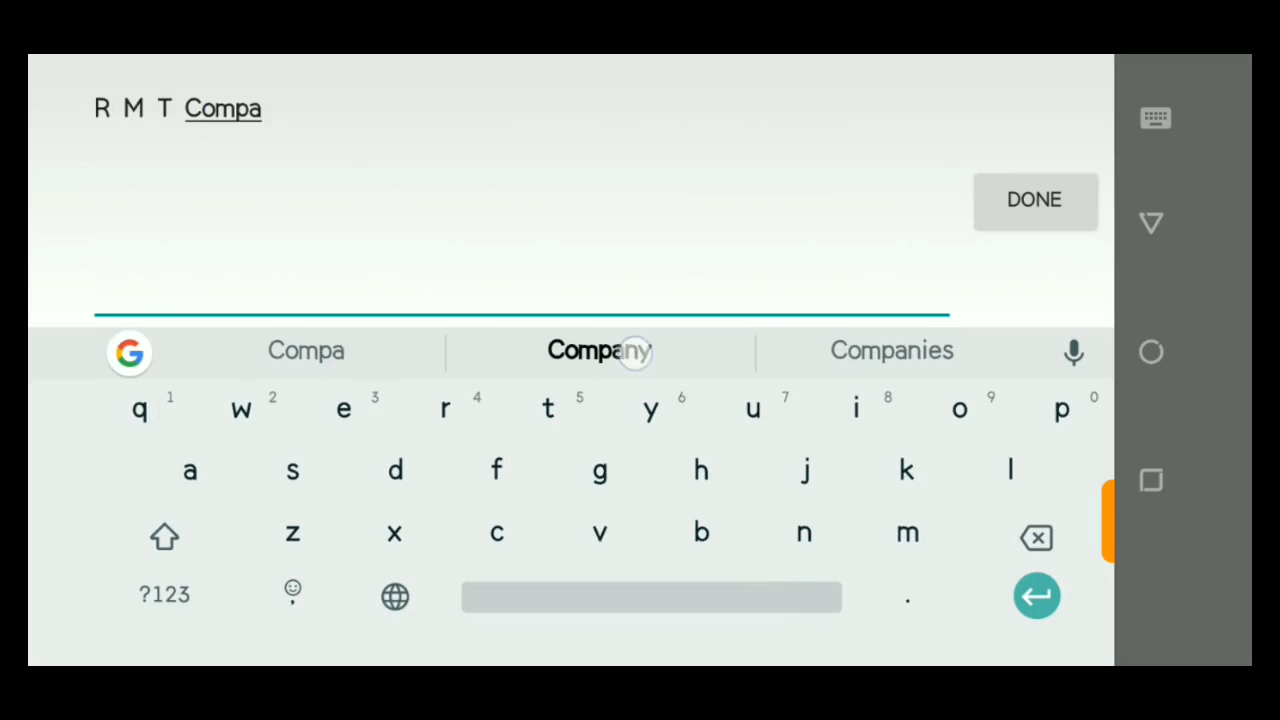 R M T Compa
DONE
Compa Company Companies
q 1 w 2 e 3 r 4 t 5 y 6 u 7 i 8 o 9 p 0
a s d f g h j k l
z x c v b n m
?123 , .